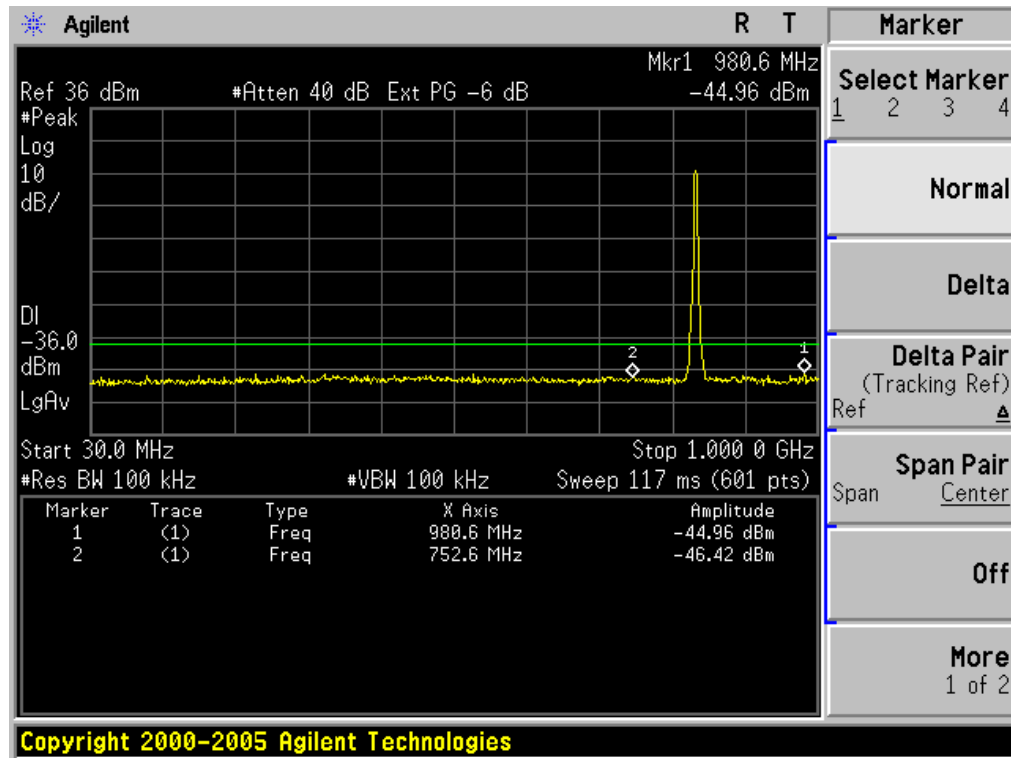 Agilent R T
Marker
Mkr1 980.6 MHz
Ref 36 dBm #Atten 40 dB Ext PG -6 dB -44.96 dBm
#Peak
Log
10
dB/
DI
-36.0
dBm
LgAv
2
1
Start 30.0 MHz Stop 1.000 0 GHz
#Res BW 100 kHz #VBW 100 kHz Sweep 117 ms (601 pts)
Marker Trace Type X Axis Amplitude
1 (1) Freq 980.6 MHz -44.96 dBm
2 (1) Freq 752.6 MHz -46.42 dBm
Select Marker
1 2 3 4
Normal
Delta
Delta Pair
(Tracking Ref)
Ref Δ
Span Pair
Span Center
Off
More
1 of 2
Copyright 2000-2005 Agilent Technologies